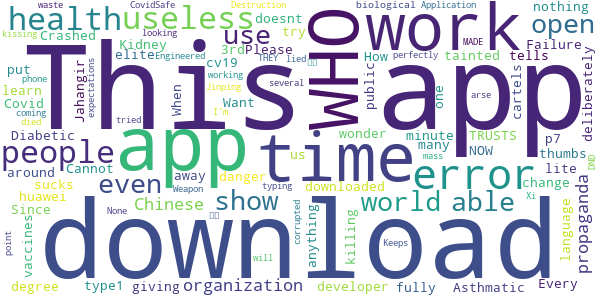 waste CovidSafe biological Application Destruction
health useless doesnt nothing
kissing Crashed looking work open
Kidney 3rd Please try How tainted Failure
elite Engineered THEY lied
put use cv19 working MADE perfectly tells
This OHW app
learn Jahangir phone expectations When Jinping several public one cartels deliberately
Covid coming tried Want I'm arse TRUSTS
Diabetic died app time Cannot minute wonder many NOW p7
people away us error mass thumbs
around even danger downloaded lite
sucks Weapon show world able change DND
huawei Chinese typing anything killing language propaganda
Since None corrupted Xi
vaccines download
point type1 giving organization will developer fully Keeps Asthmatic Every
degree